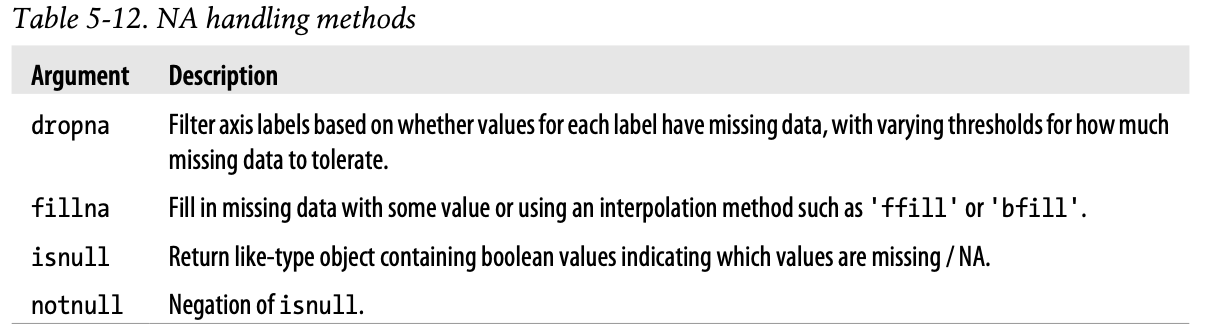 Table 5-12. NA handling methods
Argument Description
dropna Filter axis labels based on whether values for each label have missing data, with varying thresholds for how much
missing data to tolerate.
fillna Fill in missing data with some value or using an interpolation method such as 'ffill' or 'bfill'.
isnull Return like-type object containing boolean values indicating which values are missing / NA.
notnull Negation of isnull.